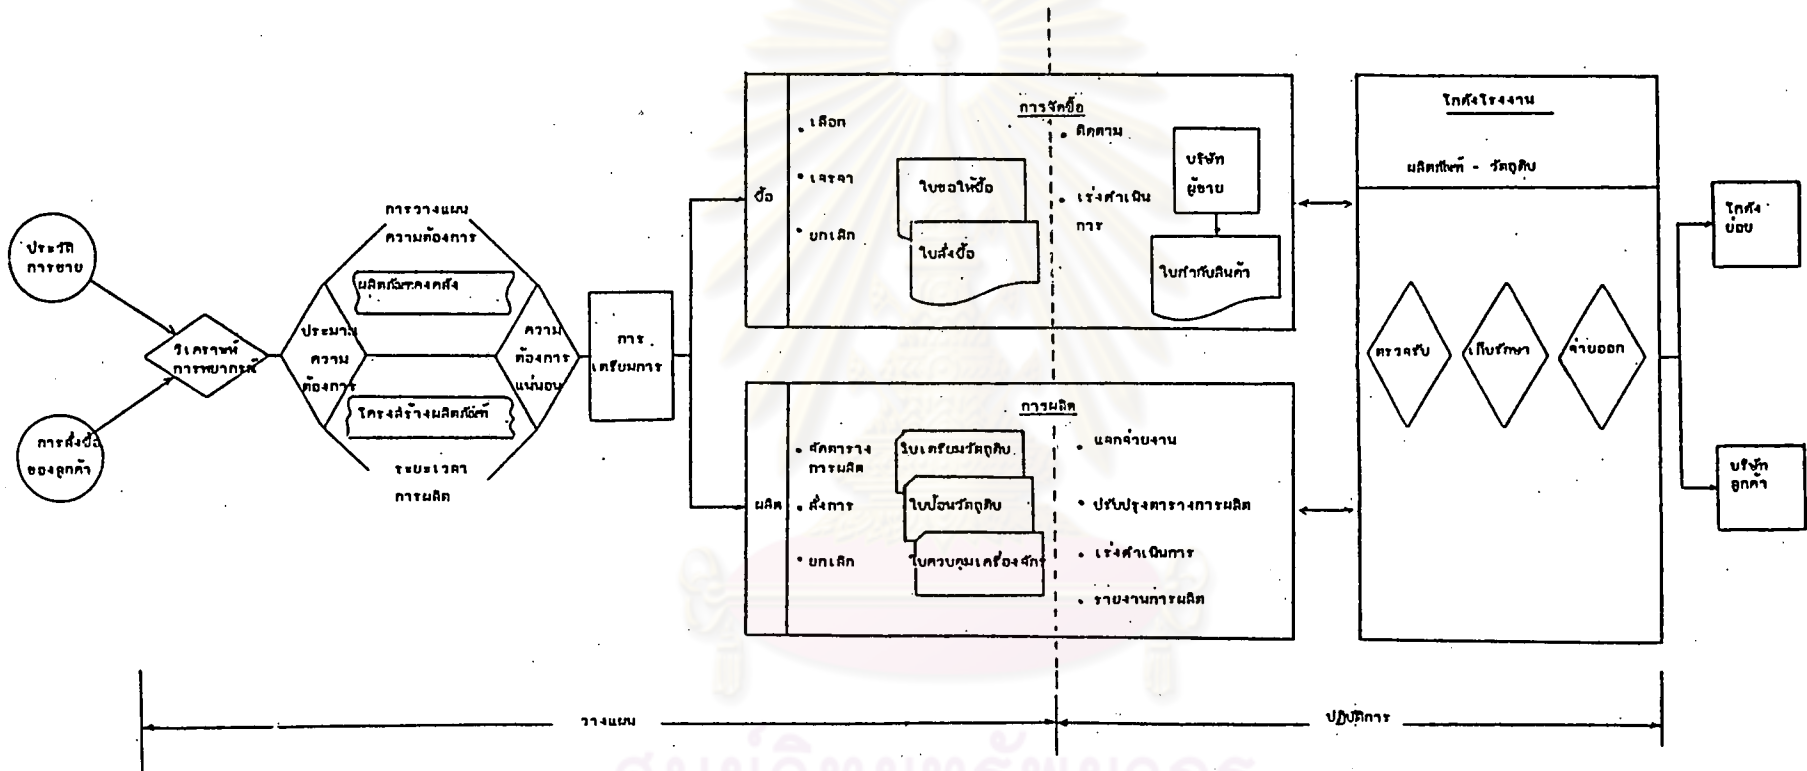 ประวัติ
การขาย
การสั่งซื้อ
ของลูกค้า
วิเคราะห์
การพยากรณ์
การวางแผน
ความต้องการ
ผลิตภัณฑ์คงคลัง
ประมาณ
ความ
ต้องการ
ความ
ต้องการ
แน่นอน
โครงสร้างผลิตภัณฑ์
ระยะเวลา
การผลิต
การ
เตรียมการ
ซื้อ
การจัดซื้อ
• เลือก
• เจรจา
• ยกเลิก
ใบขอให้ซื้อ
ใบสั่งซื้อ
• ติดตาม
• เร่งดำเนิน
การ
บริษัท
ผู้ขาย
ใบกำกับสินค้า
ผลิต
การผลิต
• จัดตาราง
การผลิต
• สั่งการ
• ยกเลิก
ใบเตรียมวัตถุดิบ
ใบป้อนวัตถุดิบ
ใบควบคุมเครื่องจักร
• แจกจ่ายงาน
• ปรับปรุงตารางการผลิต
• เร่งดำเนินการ
• รายงานการผลิต
โกดังโรงงาน
ผลิตภัณฑ์ - วัตถุดิบ
ตรวจรับ
เก็บรักษา
จ่ายออก
โกดัง
ย่อย
บริษัท
ลูกค้า
วางแผน
ปฏิบัติการ
ศูนย์วิทยทรัพยากร